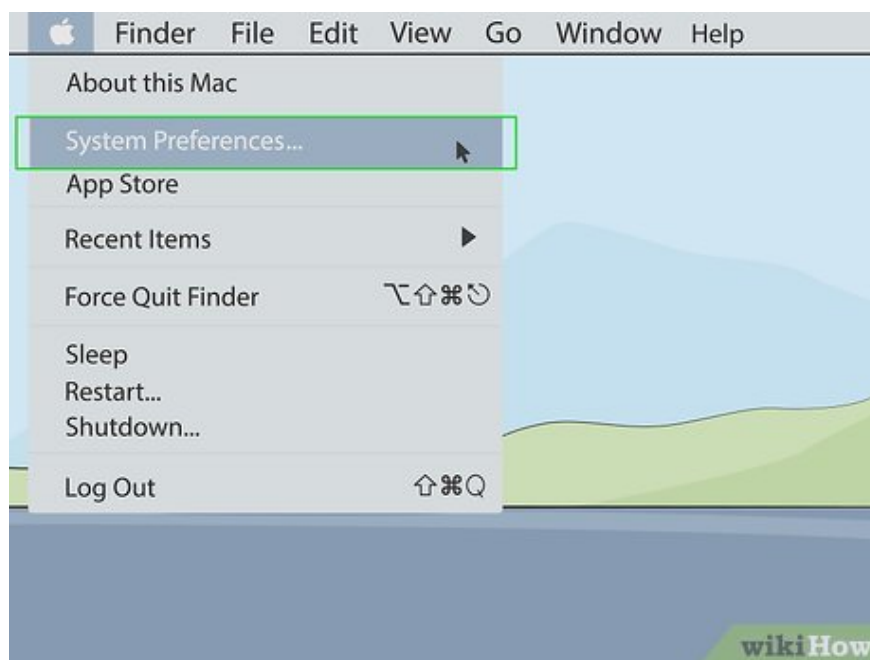 Finder File Edit View Go Window Help
About this Mac
System Preferences...
App Store
Recent Items
Force Quit Finder ⌥⇧⌘⎋
Sleep
Restart...
Shutdown...
Log Out ⇧⌘Q
wikiHow